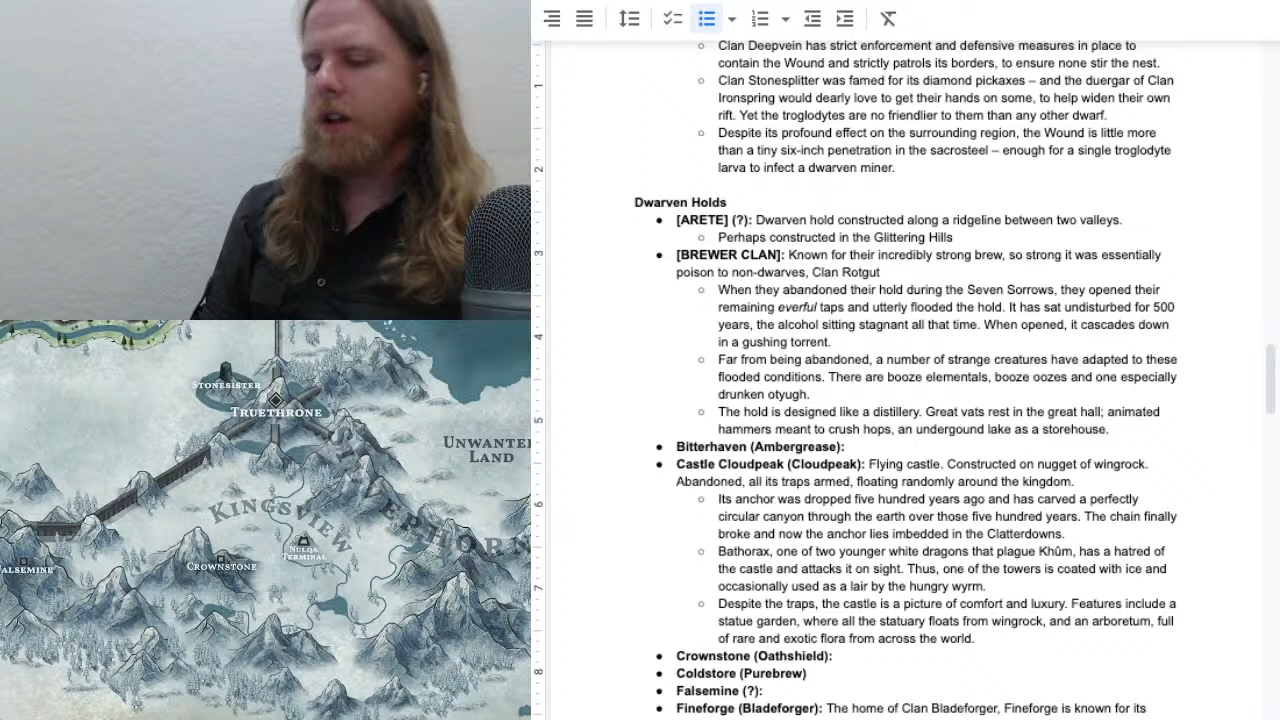 Clan Deepvein has strict enforcement and defensive measures in place to
contain the Wound and strictly patrols its borders, to ensure none stir the nest.
Clan Stonesplitter was famed for its diamond pickaxes – and the duergar of Clan
Ironspring would dearly love to get their hands on some, to help widen their own
rift. Yet the troglodytes are no friendlier to them than any other dwarf.
Despite its profound effect on the surrounding region, the Wound is little more
than a tiny six-inch penetration in the sacrosteel – enough for a single troglodyte
larva to infect a dwarven miner.
Dwarven Holds
[ARETE] (?): Dwarven hold constructed along a ridgeline between two valleys.
Perhaps constructed in the Glittering Hills
[BREWER CLAN]: Known for their incredibly strong brew, so strong it was essentially
poison to non-dwarves, Clan Rotgut
When they abandoned their hold during the Seven Sorrows, they opened their
remaining everful taps and utterly flooded the hold. It has sat undisturbed for 500
years, the alcohol sitting stagnant all that time. When opened, it cascades down
in a gushing torrent.
Far from being abandoned, a number of strange creatures have adapted to these
flooded conditions. There are booze elementals, booze oozes and one especially
drunken otyugh.
The hold is designed like a distillery. Great vats rest in the great hall; animated
hammers meant to crush hops, an undergound lake as a storehouse.
Bitterhaven (Ambergrease):
Castle Cloudpeak (Cloudpeak): Flying castle. Constructed on nugget of wingrock.
Abandoned, all its traps armed, floating randomly around the kingdom.
Its anchor was dropped five hundred years ago and has carved a perfectly
circular canyon through the earth over those five hundred years. The chain finally
broke and now the anchor lies imbedded in the Clatterdowns.
Bathorax, one of two younger white dragons that plague Khûm, has a hatred of
the castle and attacks it on sight. Thus, one of the towers is coated with ice and
occasionally used as a lair by the hungry wyrm.
Despite the traps, the castle is a picture of comfort and luxury. Features include a
statue garden, where all the statuary floats from wingrock, and an arboretum, full
of rare and exotic flora from across the world.
Crownstone (Oathshield):
Coldstore (Purebrew)
Falsemine (?):
Fineforge (Bladeforger): The home of Clan Bladeforger, Fineforge is known for its
1
2
3
4
5
6
7
8
Stonesister
Truethrone
Unwanted
Land
Kingsview
Nulqa
Terminal
Crownstone
alsemine